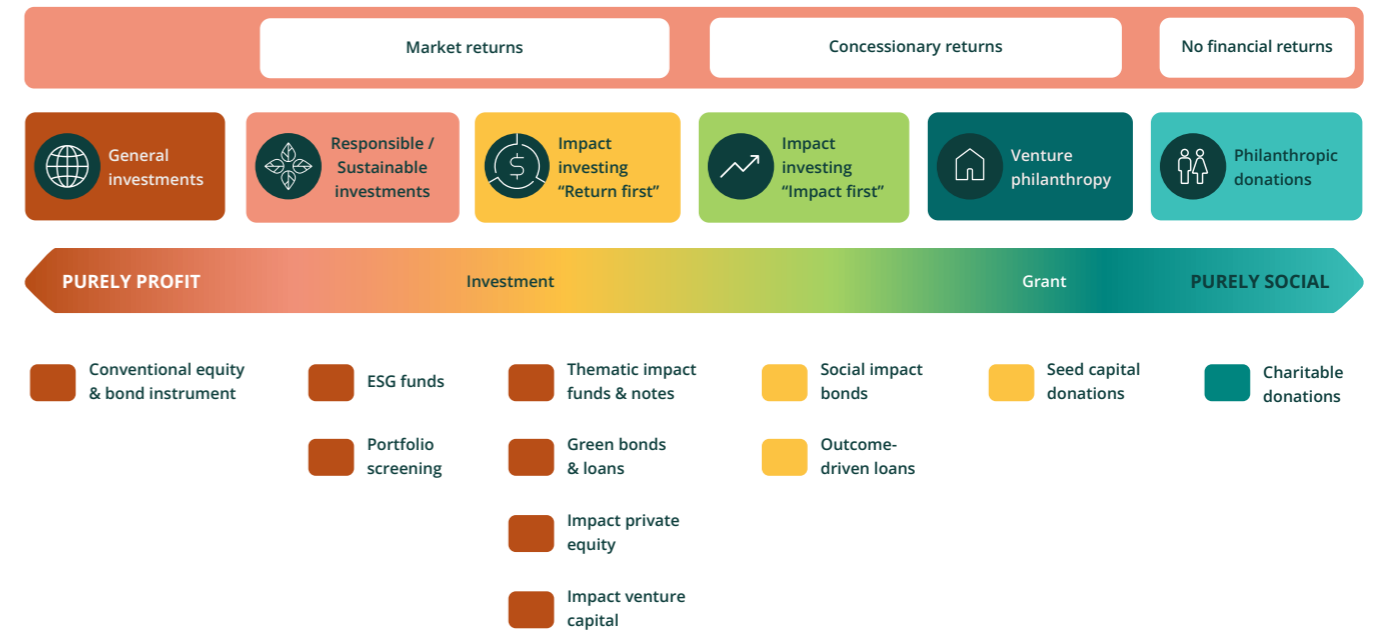 Market returns
Concessionary returns
No financial returns
General
investments
Responsible /
Sustainable
investments
Impact
investing
“Return first”
Impact
investing
“Impact first”
Venture
philanthropy
Philanthropic
donations
PURELY PROFIT
Investment
Grant
PURELY SOCIAL
Conventional equity
& bond instrument
ESG funds
Portfolio
screening
Thematic impact
funds & notes
Green bonds
& loans
Impact private
equity
Impact venture
capital
Social impact
bonds
Outcome-
driven loans
Seed capital
donations
Charitable
donations